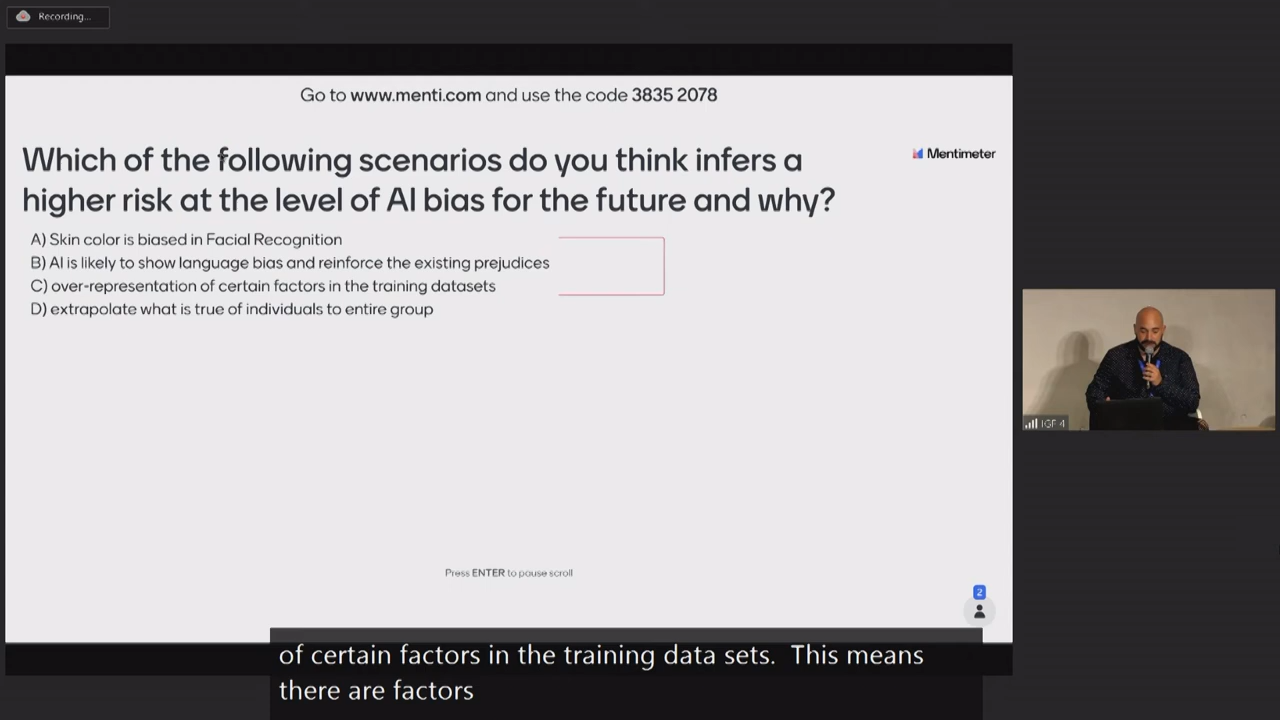 Recording...
Go to www.menti.com and use the code 3835 2078
Which of the following scenarios do you think infers a
higher risk at the level of AI bias for the future and why?
Mentimeter
A) Skin color is biased in Facial Recognition
B) AI is likely to show language bias and reinforce the existing prejudices
C) over-representation of certain factors in the training datasets
D) extrapolate what is true of individuals to entire group
IGF 4
Press ENTER to pause scroll
2
of certain factors in the training data sets. This means
there are factors